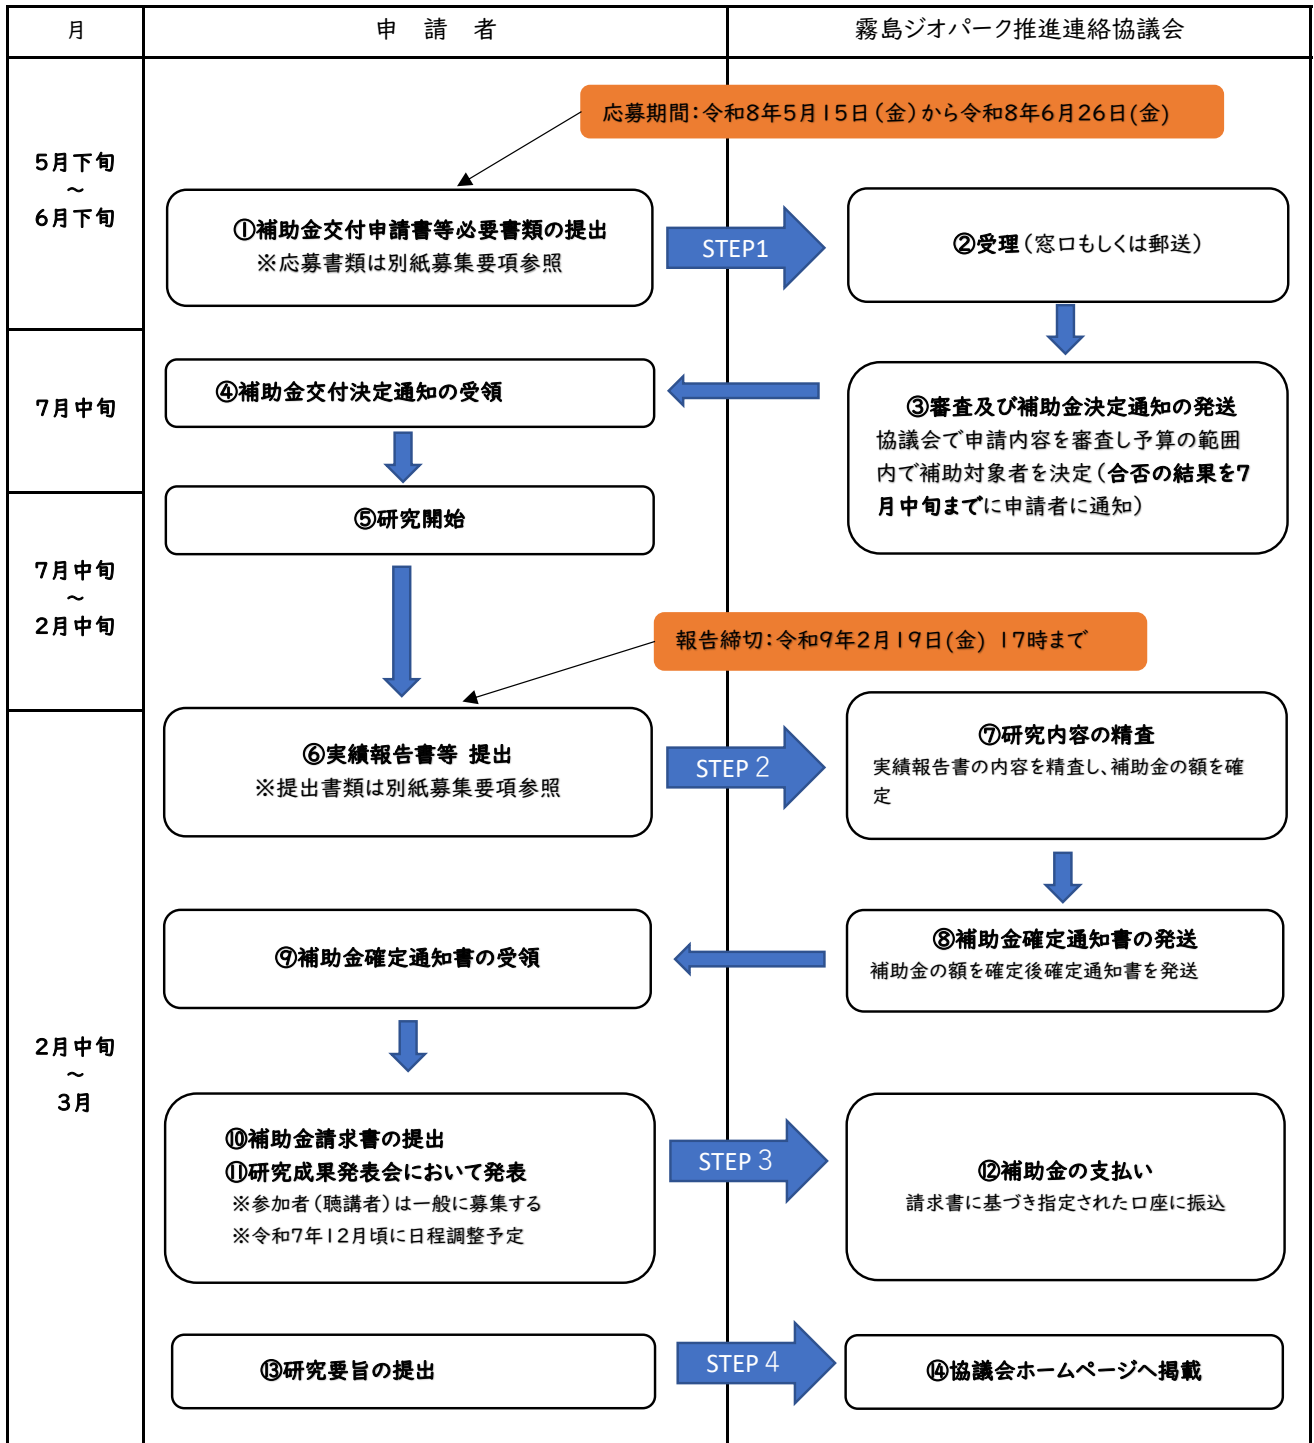 月
申　請　者
霧島ジオパーク推進連絡協議会
応募期間：令和8年5月15日（金）から令和8年6月26日(金)
5月下旬
～
6月下旬
①補助金交付申請書等必要書類の提出
※応募書類は別紙募集要項参照
STEP1
②受理（窓口もしくは郵送）
7月中旬
④補助金交付決定通知の受領
③審査及び補助金決定通知の発送
協議会で申請内容を審査し予算の範囲
内で補助対象者を決定（合否の結果を7
月中旬までに申請者に通知）
7月中旬
～
2月中旬
⑤研究開始
報告締切：令和9年2月19日(金) 17時まで
⑥実績報告書等 提出
※提出書類は別紙募集要項参照
STEP 2
⑦研究内容の精査
実績報告書の内容を精査し、補助金の額を確
定
2月中旬
～
3月
⑨補助金確定通知書の受領
⑧補助金確定通知書の発送
補助金の額を確定後確定通知書を発送
⑩補助金請求書の提出
⑪研究成果発表会において発表
※参加者（聴講者）は一般に募集する
※令和7年12月頃に日程調整予定
STEP 3
⑫補助金の支払い
請求書に基づき指定された口座に振込
⑬研究要旨の提出
STEP 4
⑭協議会ホームページへ掲載